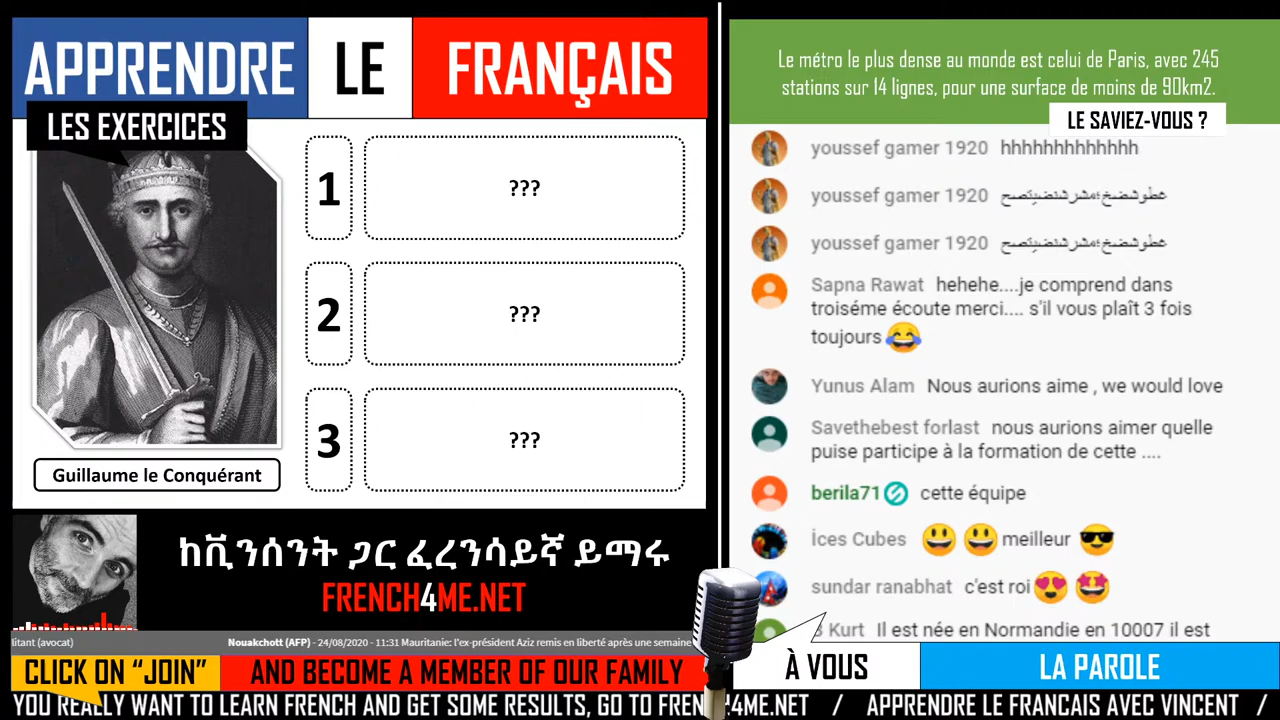 APPRENDRE LE FRANÇAIS
LES EXERCICES
1 ???
2 ???
3 ???
Guillaume le Conquérant
ከቪንሰንት ጋር ፈረንሳይኛ ይማሩ
FRENCH4ME.NET
litant (avocat) Nouakchott (AFP) - 24/08/2020 - 11:31 Mauritanie: l'ex-président Aziz remis en liberté après une semaine
CLICK ON “JOIN” AND BECOME A MEMBER OF OUR FAMILY
YOU REALLY WANT TO LEARN FRENCH AND GET SOME RESULTS, GO TO FRENCH4ME.NET / APPRENDRE LE FRANCAIS AVEC VINCENT /
Le métro le plus dense au monde est celui de Paris, avec 245
stations sur 14 lignes, pour une surface de moins de 90km2.
LE SAVIEZ-VOUS ?
youssef gamer 1920 hhhhhhhhhhhhh
youssef gamer 1920
youssef gamer 1920
Sapna Rawat hehehe....je comprend dans
troiséme écoute merci.... s'il vous plaît 3 fois
toujours 😂
Yunus Alam Nous aurions aime , we would love
Savethebest forlast nous aurions aimer quelle
puise participe à la formation de cette ....
berila71 cette équipe
İces Cubes 😃 😃 meilleur 😎
sundar ranabhat c'est roi 😍 🤩
Kurt Il est née en Normandie en 10007 il est
À VOUS LA PAROLE